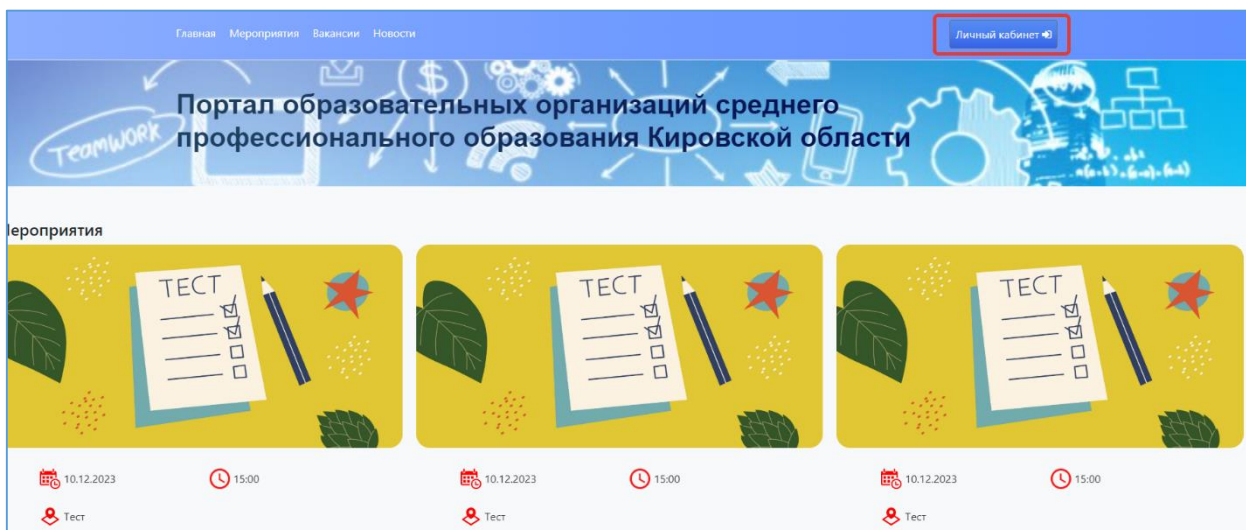 Главная Мероприятия Вакансии Новости
Личный кабинет
TeamWork
Портал образовательных организаций среднего
профессионального образования Кировской области
ероприятия
ТЕСТ
ТЕСТ
ТЕСТ
10.12.2023 15:00
10.12.2023 15:00
10.12.2023 15:00
Тест
Тест
Тест